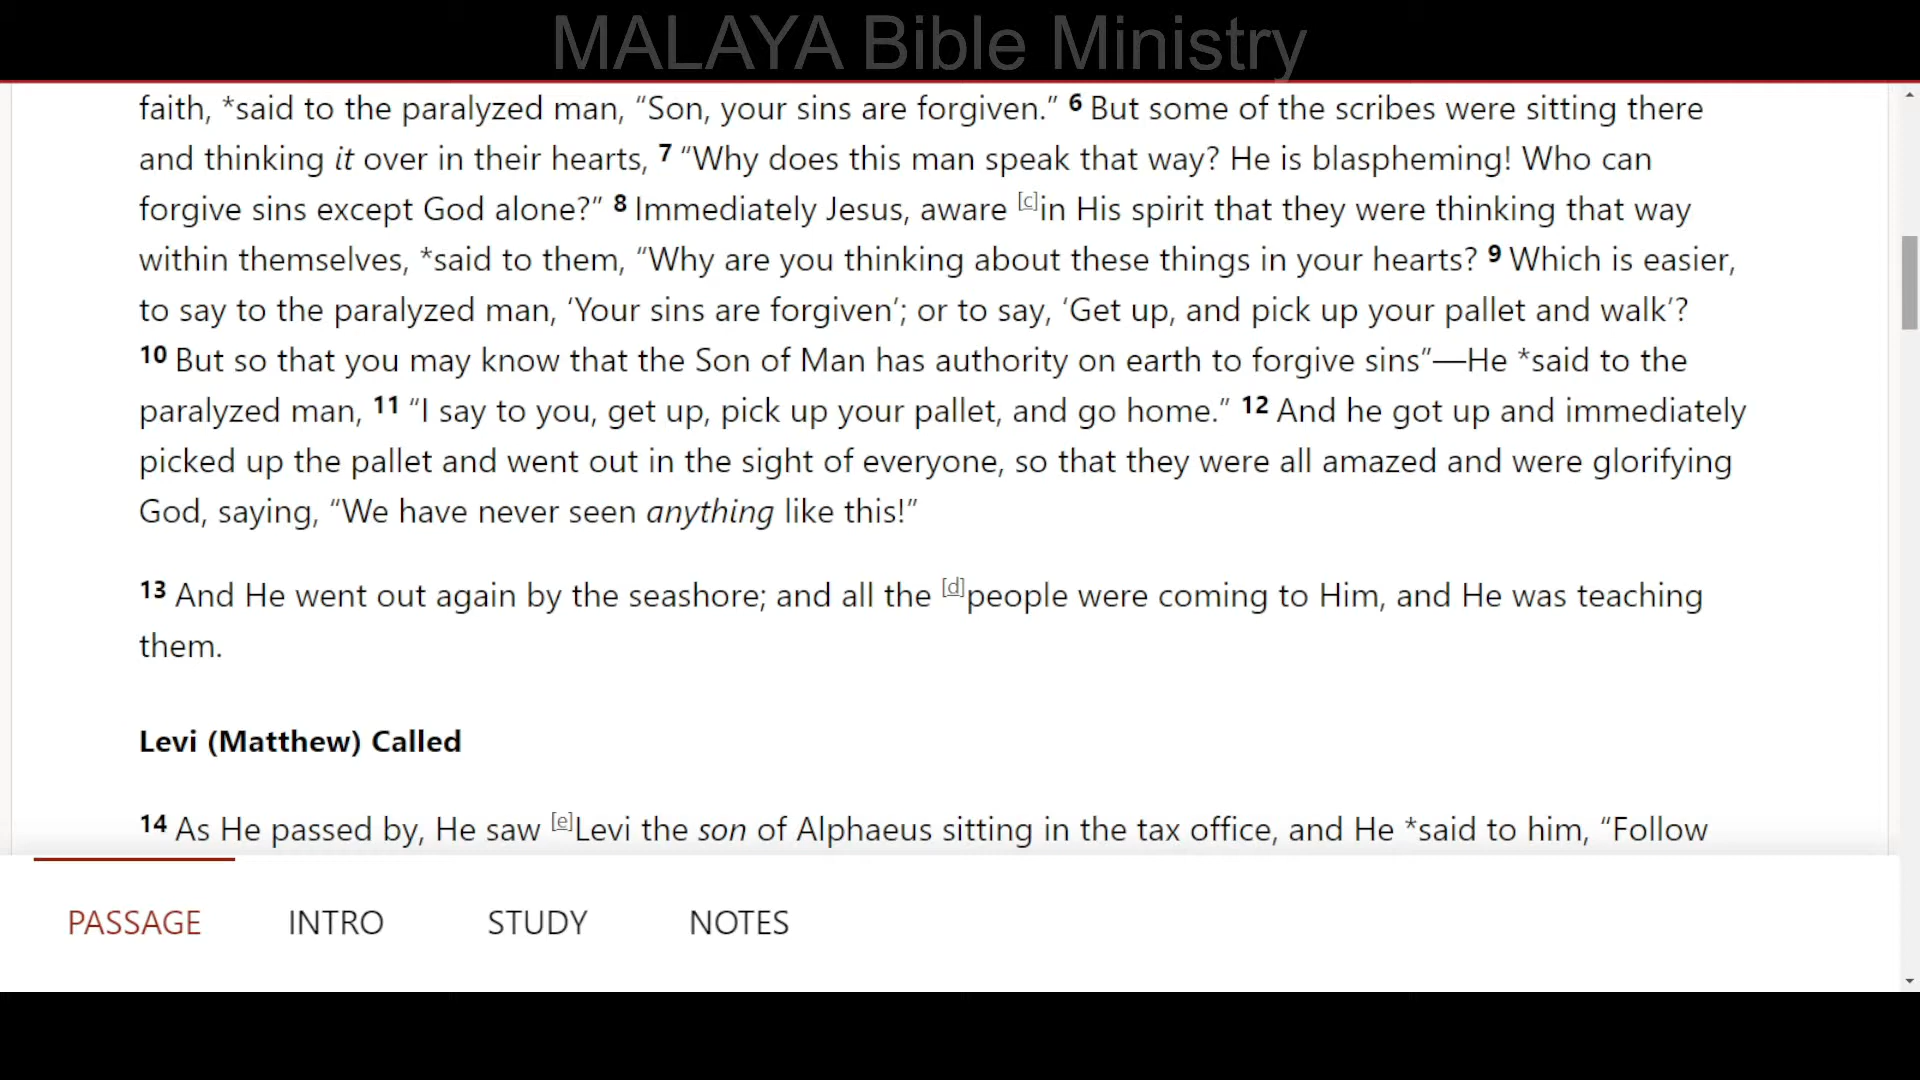 MALAYA Bible Ministry
faith, *said to the paralyzed man, “Son, your sins are forgiven.” 6 But some of the scribes were sitting there
and thinking it over in their hearts, 7 “Why does this man speak that way? He is blaspheming! Who can
forgive sins except God alone?” 8 Immediately Jesus, aware [c]in His spirit that they were thinking that way
within themselves, *said to them, “Why are you thinking about these things in your hearts? 9 Which is easier,
to say to the paralyzed man, ‘Your sins are forgiven’; or to say, ‘Get up, and pick up your pallet and walk’?
10 But so that you may know that the Son of Man has authority on earth to forgive sins”—He *said to the
paralyzed man, 11 “I say to you, get up, pick up your pallet, and go home.” 12 And he got up and immediately
picked up the pallet and went out in the sight of everyone, so that they were all amazed and were glorifying
God, saying, “We have never seen anything like this!”
13 And He went out again by the seashore; and all the [d]people were coming to Him, and He was teaching
them.
Levi (Matthew) Called
14 As He passed by, He saw [e]Levi the son of Alphaeus sitting in the tax office, and He *said to him, “Follow
PASSAGE INTRO STUDY NOTES